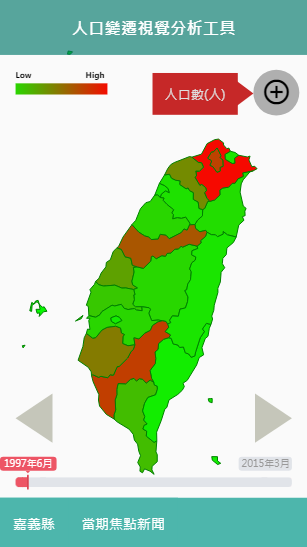 人口變遷視覺分析工具
Low High
人口數(人)
1997年6月
2015年3月
嘉義縣 當期焦點新聞